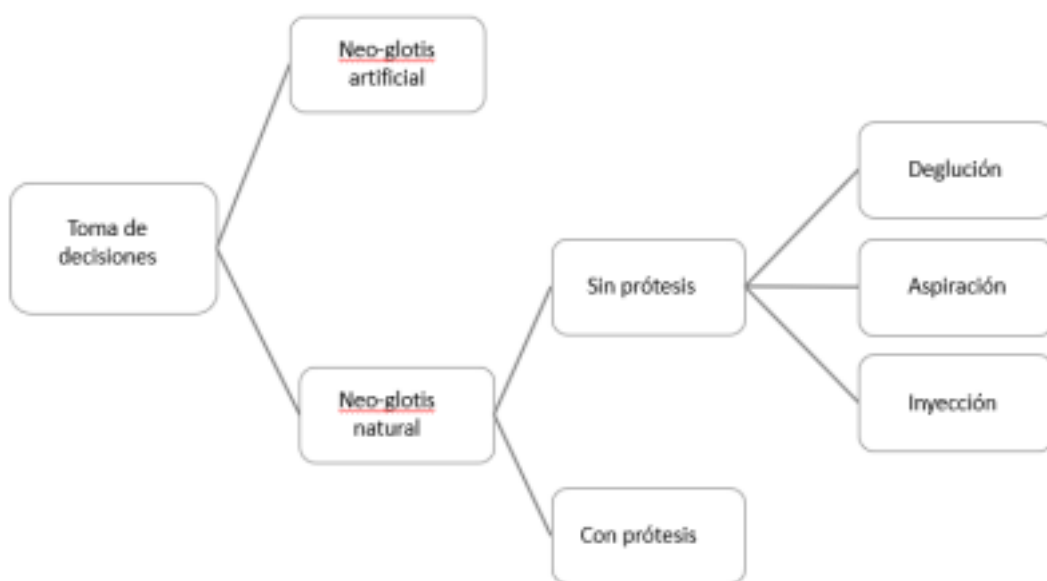 Neo-glotis
artificial
Toma de
decisiones
Neo-glotis
natural
Sin prótesis
Con prótesis
Deglución
Aspiración
Inyección